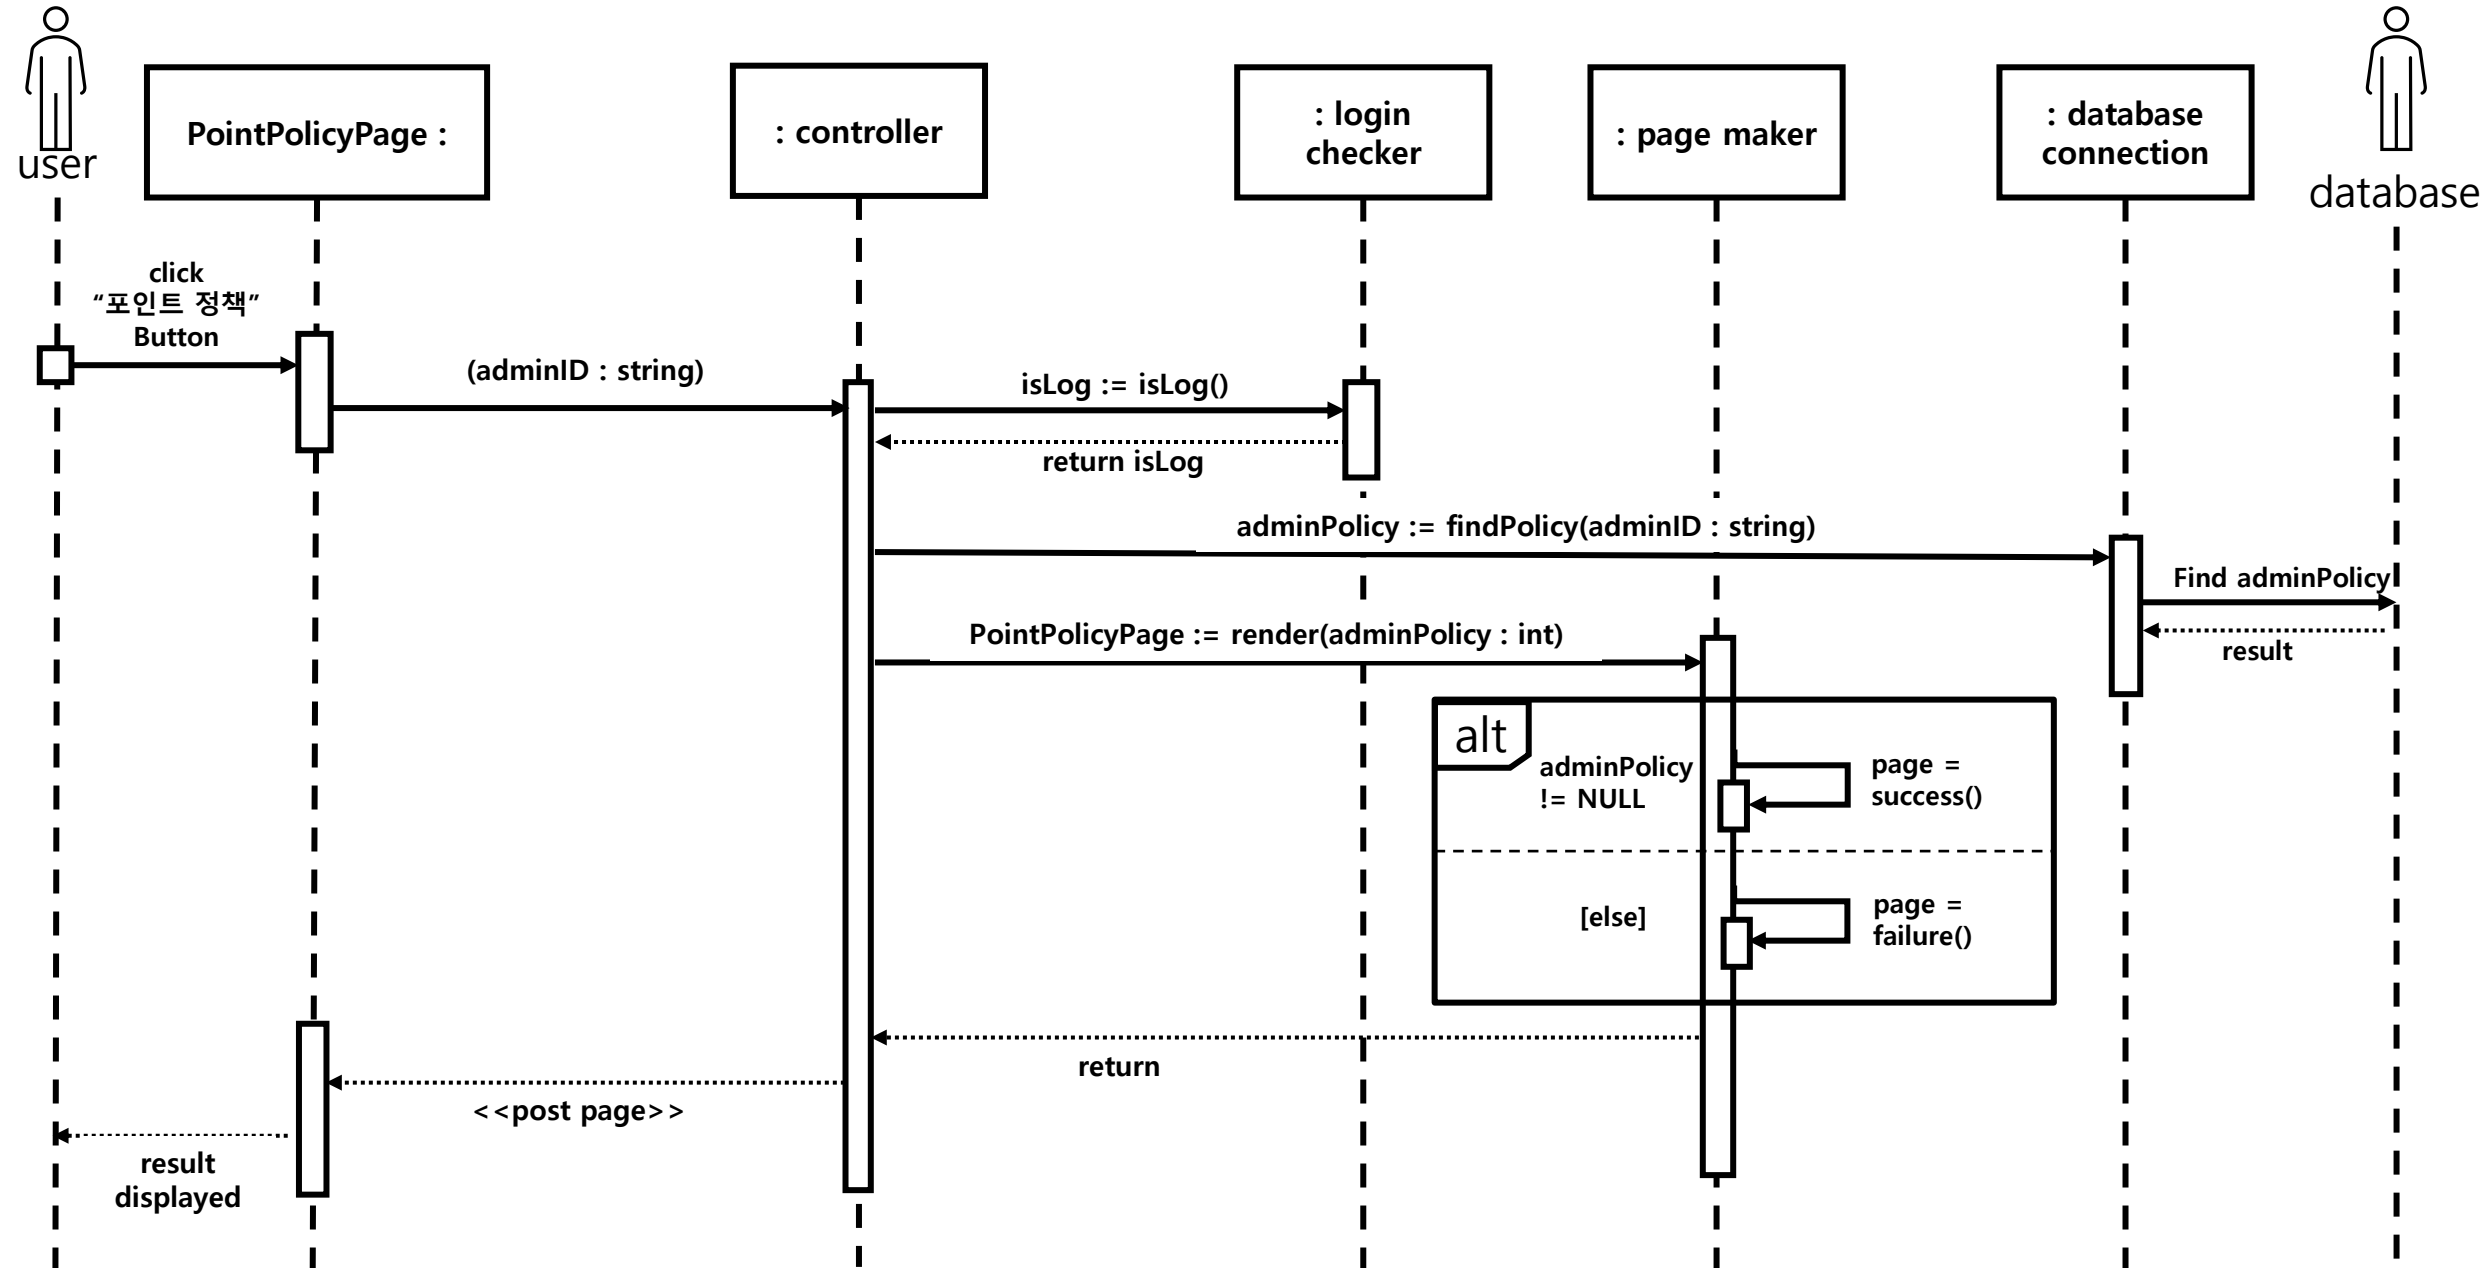 user
PointPolicyPage :
: controller
: login
checker
: page maker
: database
connection
database
click
“포인트 정책”
Button
(adminID : string)
isLog := isLog()
return isLog
adminPolicy := findPolicy(adminID : string)
Find adminPolicy
result
PointPolicyPage := render(adminPolicy : int)
alt
adminPolicy
!= NULL
page =
success()
[else]
page =
failure()
return
<<post page>>
result
displayed